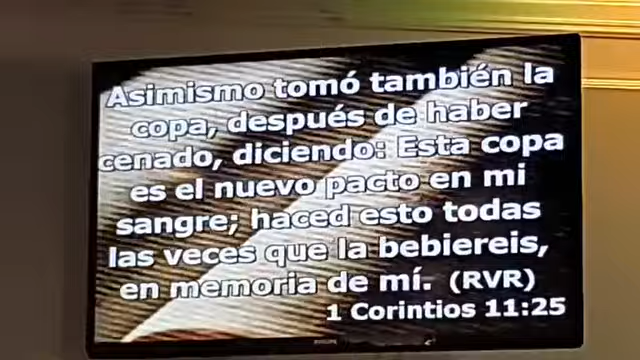 Asimismo tomó también la
copa, después de haber
cenado, diciendo: Esta copa
es el nuevo pacto en mi
sangre; haced esto todas
las veces que la bebiereis,
en memoria de mí. (RVR)
1 Corintios 11:25
PHILIPS